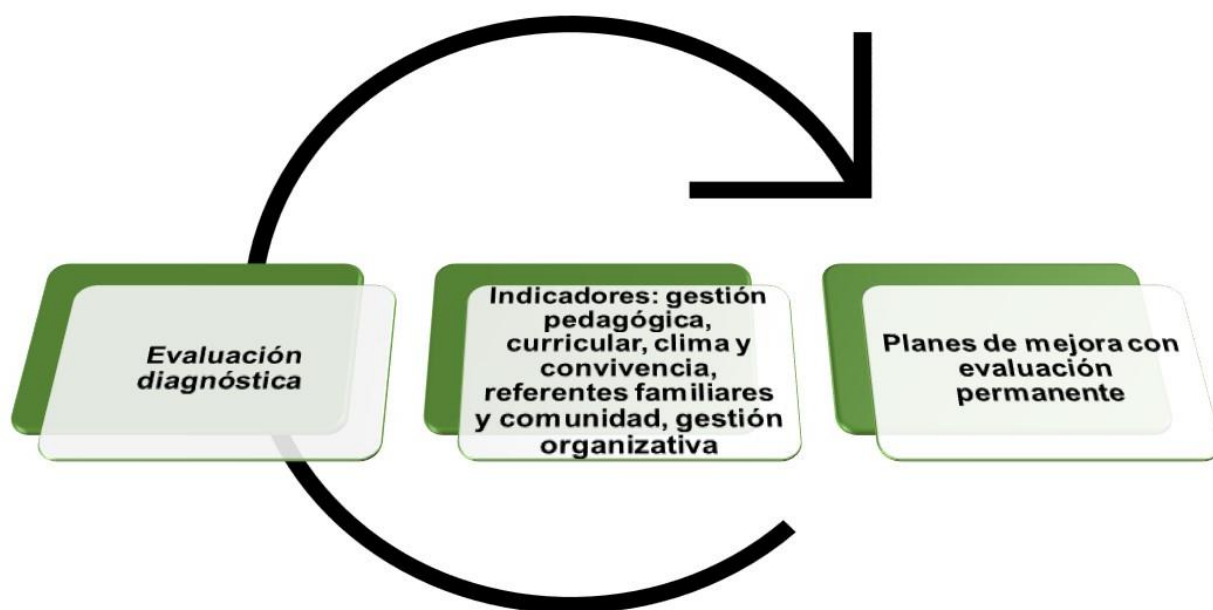 Evaluación
diagnóstica
Indicadores: gestión
pedagógica,
curricular, clima y
convivencia,
referentes familiares
y comunidad, gestión
organizativa
Planes de mejora con
evaluación
permanente